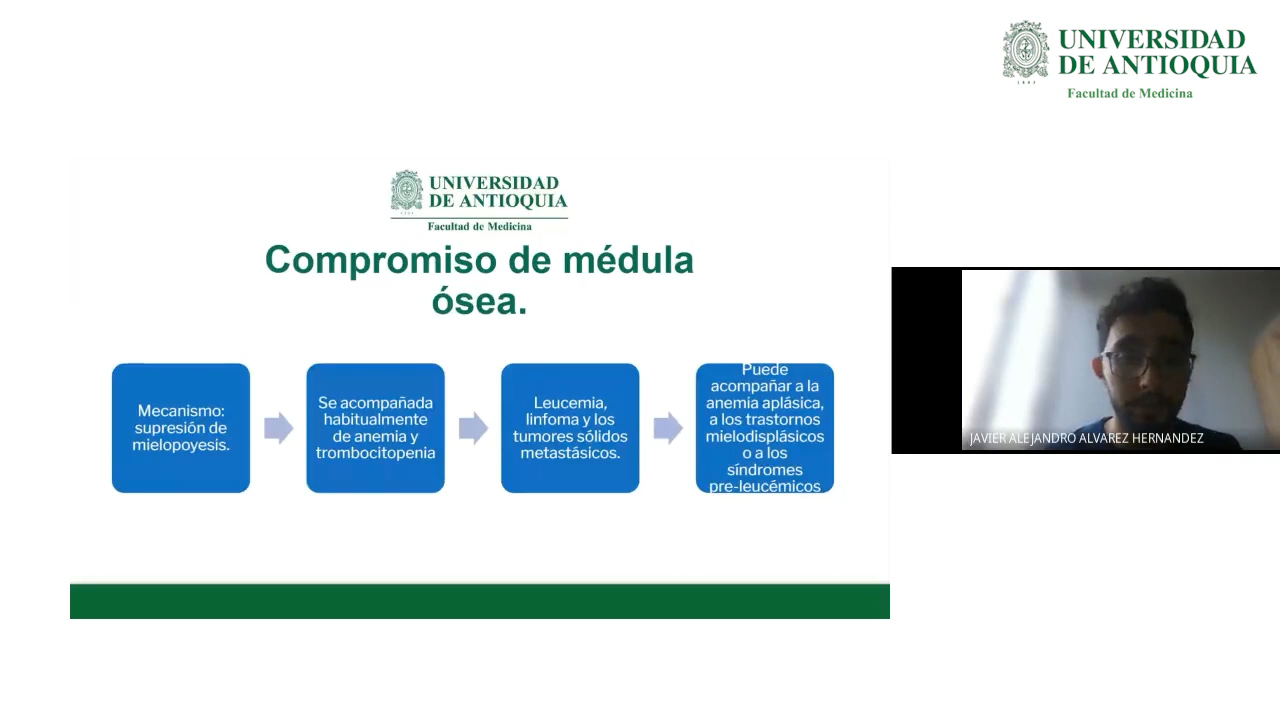 UNIVERSIDAD
DE ANTIOQUIA
Facultad de Medicina
UNIVERSIDAD
DE ANTIOQUIA
Facultad de Medicina
Compromiso de médula
ósea.
Mecanismo:
supresión de
mielopoyesis.
Se acompañada
habitualmente
de anemia y
trombocitopenia
Leucemia,
linfoma y los
tumores sólidos
metastásicos.
Puede
acompañar a la
anemia aplásica,
a los trastornos
mielodisplásicos
o a los
síndromes
pre-leucémicos
JAVIER ALEJANDRO ALVAREZ HERNANDEZ